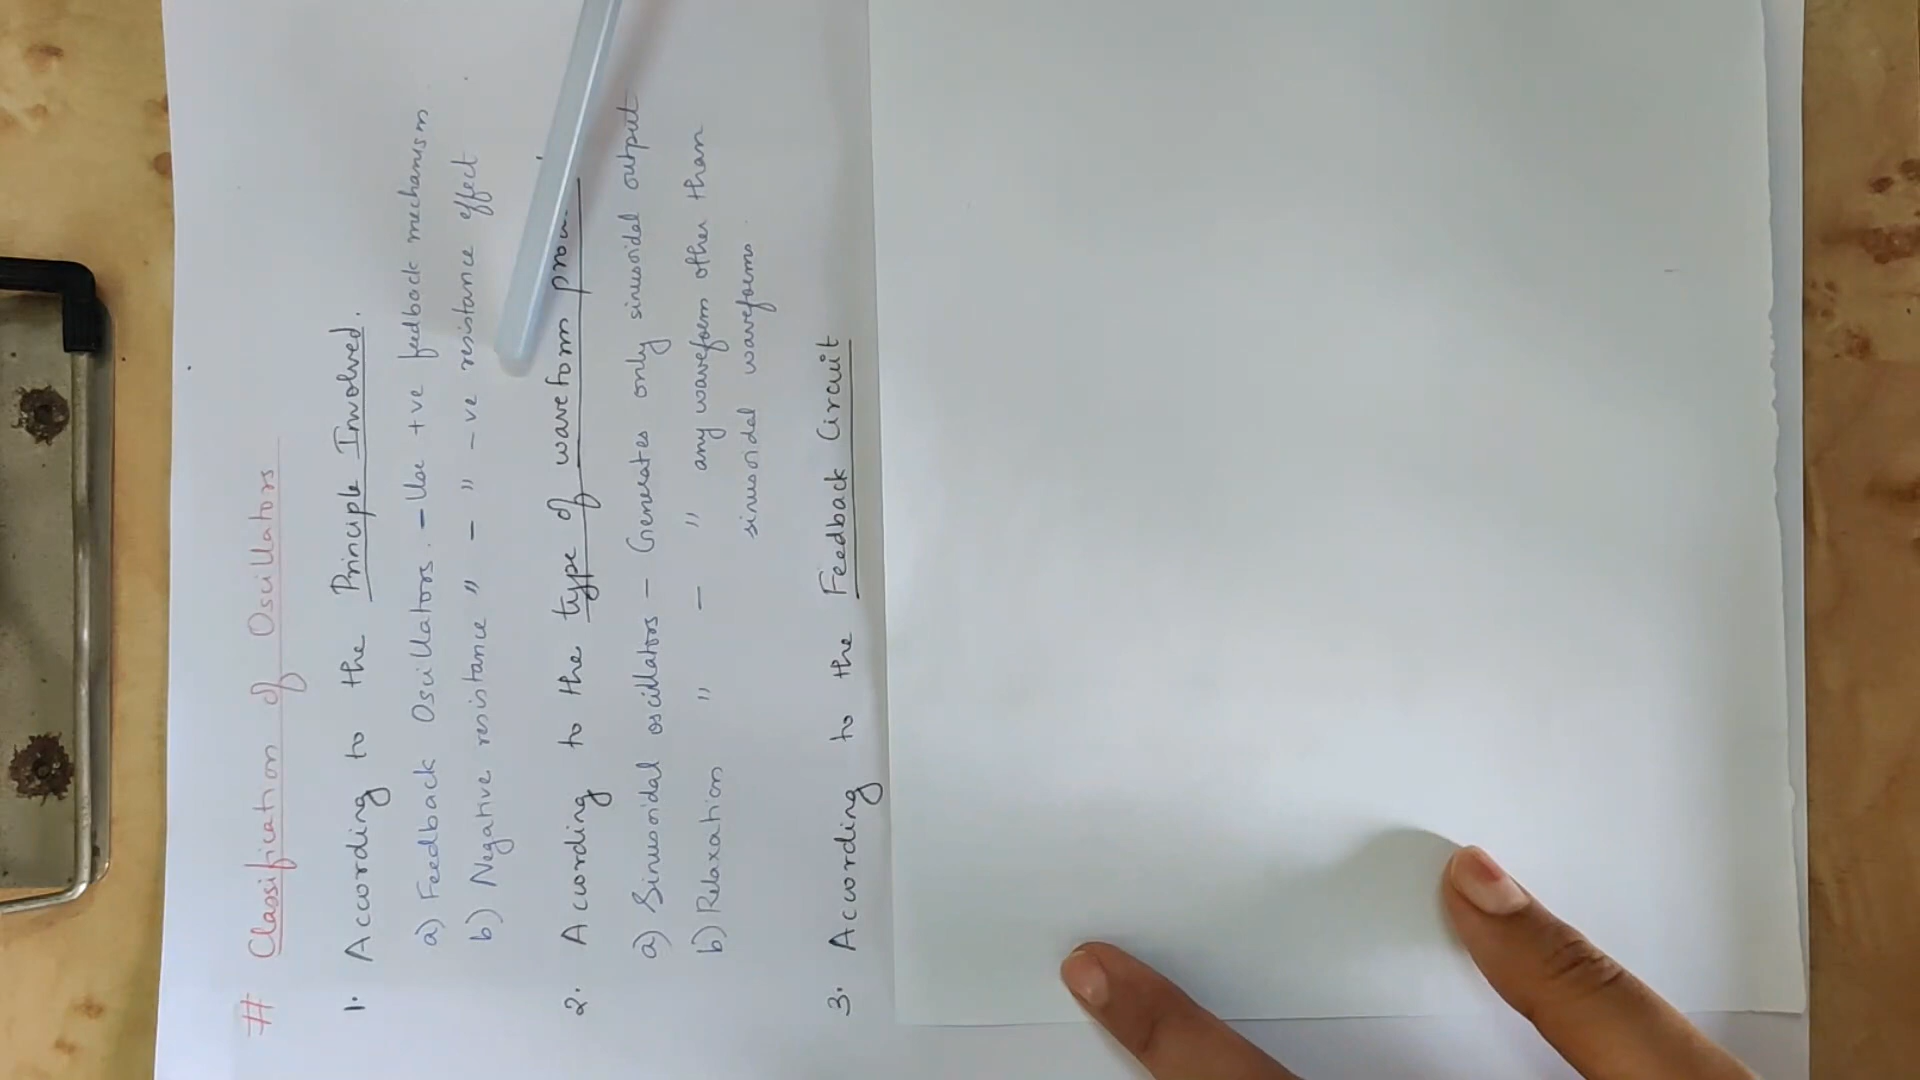 # Classification of Oscillators
1. According to the Principle Involved.
a) Feedback Oscillators. - Use +ve feedback mechanism
b) Negative resistance " - " -ve resistance effect
2. According to the type of waveform
a) Sinusoidal oscillators - Generates only sinusoidal output
b) Relaxation " - " any waveform other than
sinusoidal waveforms.
3. According to the Feedback Circuit